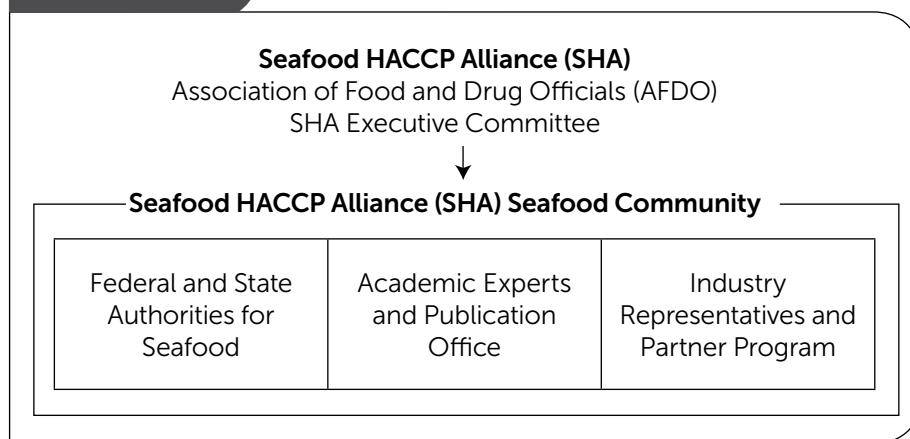 Seafood HACCP Alliance (SHA)
Association of Food and Drug Officials (AFDO)
SHA Executive Committee
Seafood HACCP Alliance (SHA) Seafood Community
Federal and State
Authorities for
Seafood
Academic Experts
and Publication
Office
Industry
Representatives and
Partner Program